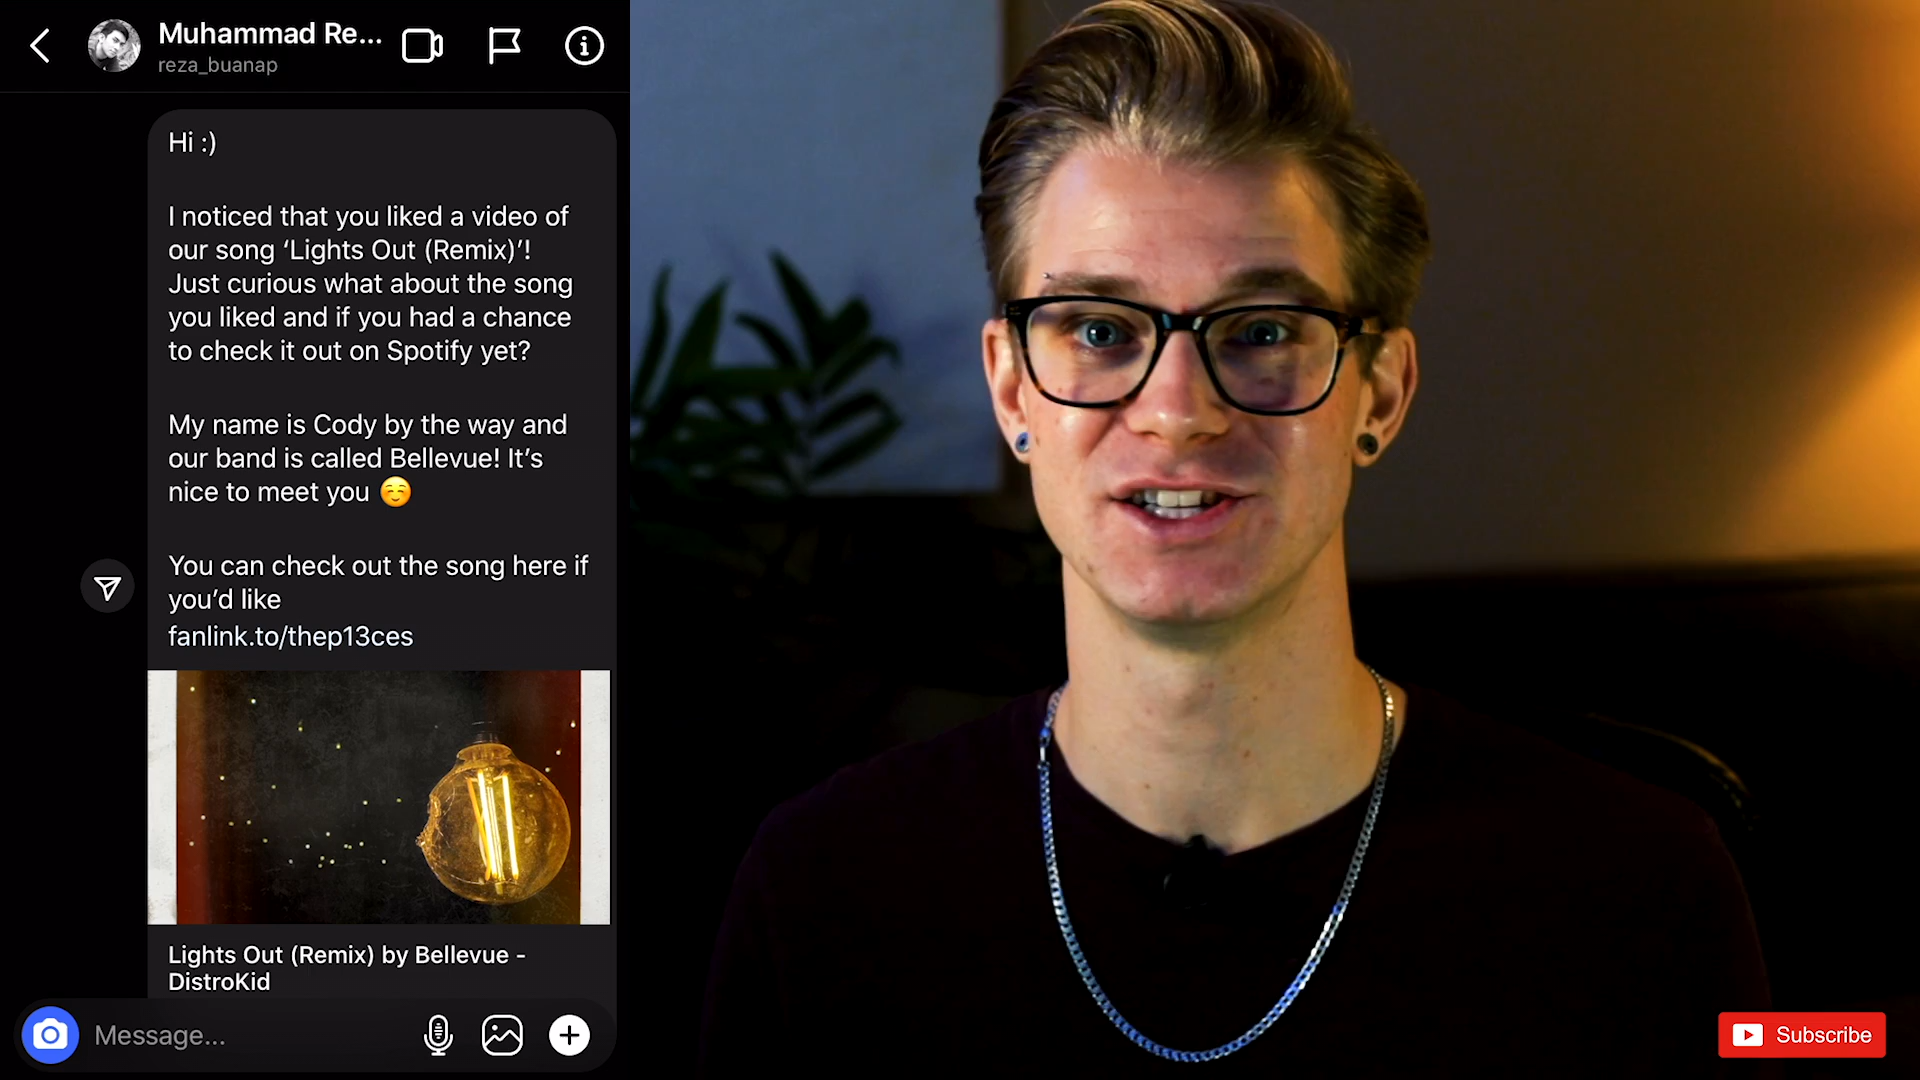 Muhammad Re...
reza_buanap
Hi :)
I noticed that you liked a video of
our song ‘Lights Out (Remix)’!
Just curious what about the song
you liked and if you had a chance
to check it out on Spotify yet?
My name is Cody by the way and
our band is called Bellevue! It’s
nice to meet you ☺️
You can check out the song here if
you’d like
fanlink.to/thep13ces
Lights Out (Remix) by Bellevue -
DistroKid
Message...
Subscribe